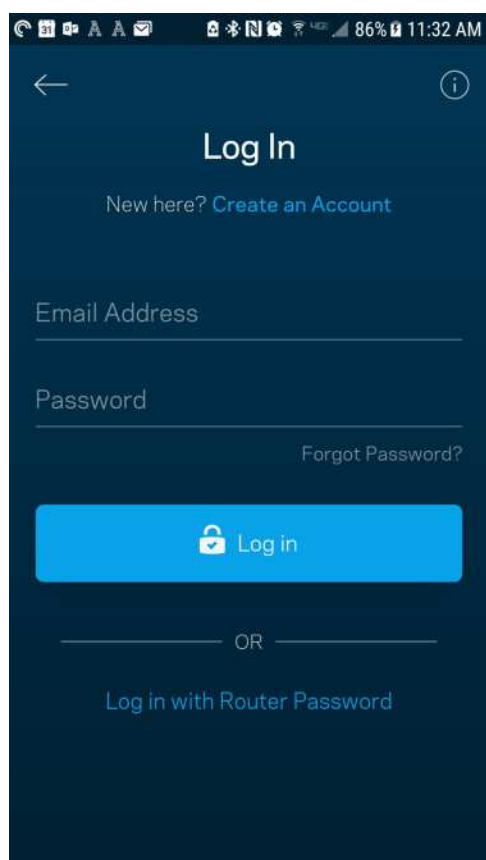 31 86% 11:32 AM
Log In
New here? Create an Account
Email Address
Password
Forgot Password?
Log in
OR
Log in with Router Password